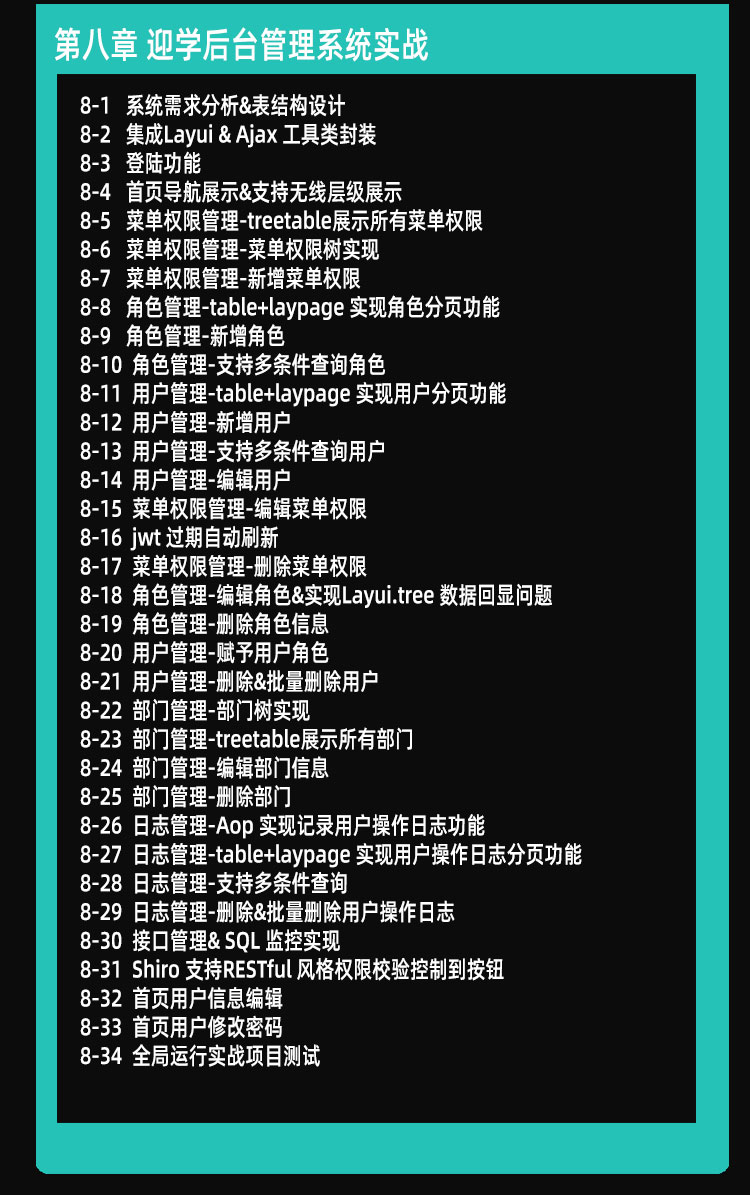 第八章 迎学后台管理系统实战
8-1 系统需求分析&表结构设计
8-2 集成Layui & Ajax 工具类封装
8-3 登陆功能
8-4 首页导航展示&支持无线层级展示
8-5 菜单权限管理-treetable展示所有菜单权限
8-6 菜单权限管理-菜单权限树实现
8-7 菜单权限管理-新增菜单权限
8-8 角色管理-table+laypage 实现角色分页功能
8-9 角色管理-新增角色
8-10 角色管理-支持多条件查询角色
8-11 用户管理-table+laypage 实现用户分页功能
8-12 用户管理-新增用户
8-13 用户管理-支持多条件查询用户
8-14 用户管理-编辑用户
8-15 菜单权限管理-编辑菜单权限
8-16 jwt 过期自动刷新
8-17 菜单权限管理-删除菜单权限
8-18 角色管理-编辑角色&实现Layui.tree 数据回显问题
8-19 角色管理-删除角色信息
8-20 用户管理-赋予用户角色
8-21 用户管理-删除&批量删除用户
8-22 部门管理-部门树实现
8-23 部门管理-treetable展示所有部门
8-24 部门管理-编辑部门信息
8-25 部门管理-删除部门
8-26 日志管理-Aop 实现记录用户操作日志功能
8-27 日志管理-table+laypage 实现用户操作日志分页功能
8-28 日志管理-支持多条件查询
8-29 日志管理-删除&批量删除用户操作日志
8-30 接口管理& SQL 监控实现
8-31 Shiro 支持RESTful 风格权限校验控制到按钮
8-32 首页用户信息编辑
8-33 首页用户修改密码
8-34 全局运行实战项目测试